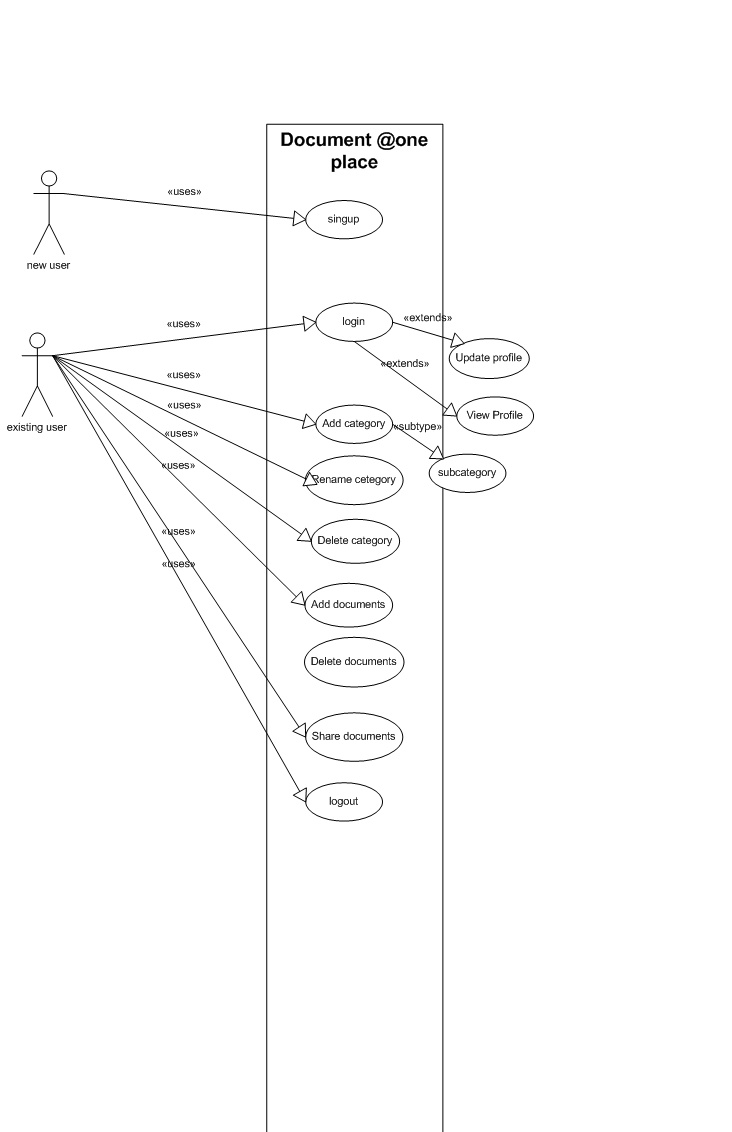 Document @one
place
«uses»
singup
new user
«uses»
login
«extends»
Update profile
«extends»
existing user
«uses»
View Profile
«uses»
Add category
«subtype»
«uses»
«uses»
Rename cetegory
subcategory
«uses»
Delete category
«uses»
Add documents
Delete documents
Share documents
logout